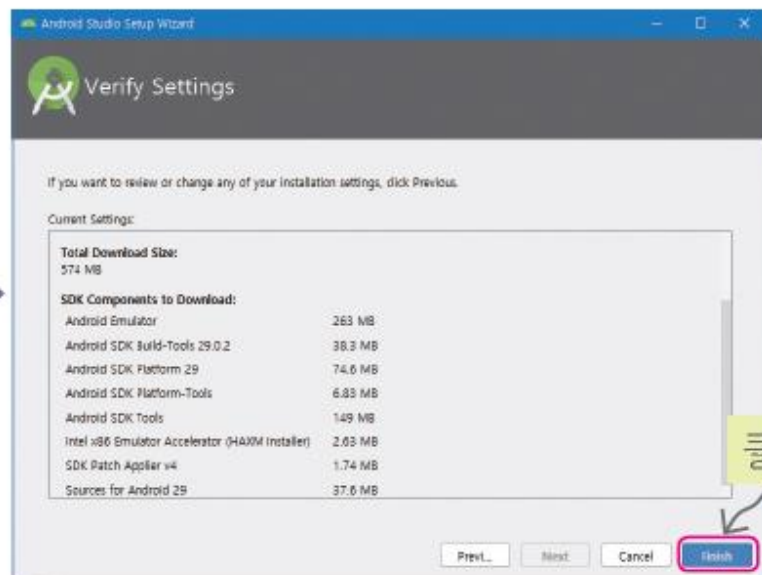 Android Studio Setup Wizard
Verify Settings
If you want to review or change any of your installation settings, click Previous.
Current Settings:
Total Download Size:
574 MB
SDK Components to Download:
Android Emulator 263 MB
Android SDK Build-Tools 29.0.2 38.3 MB
Android SDK Platform 29 74.6 MB
Android SDK Platform-Tools 6.83 MB
Android SDK Tools 149 MB
Intel x86 Emulator Accelerator (HAXM Installer) 2.63 MB
SDK Patch Applier v4 1.74 MB
Sources for Android 29 37.6 MB
Previ... Next Cancel Finish